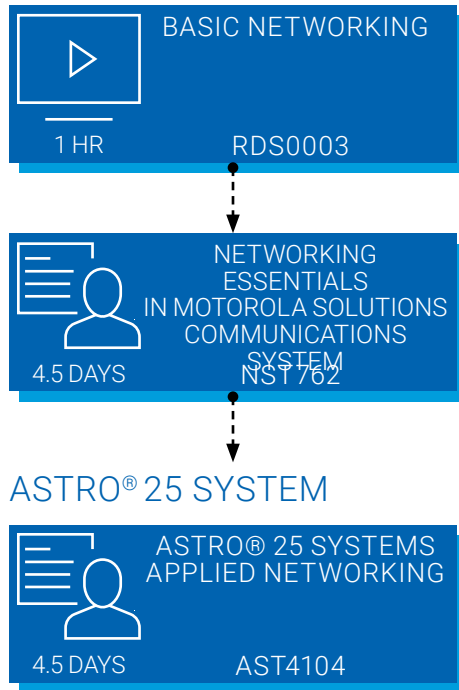 BASIC NETWORKING
1 HR
RDS0003
NETWORKING
ESSENTIALS
IN MOTOROLA SOLUTIONS
COMMUNICATIONS
SYSTEM
4.5 DAYS
NST762
ASTRO® 25 SYSTEM
ASTRO® 25 SYSTEMS
APPLIED NETWORKING
4.5 DAYS
AST4104